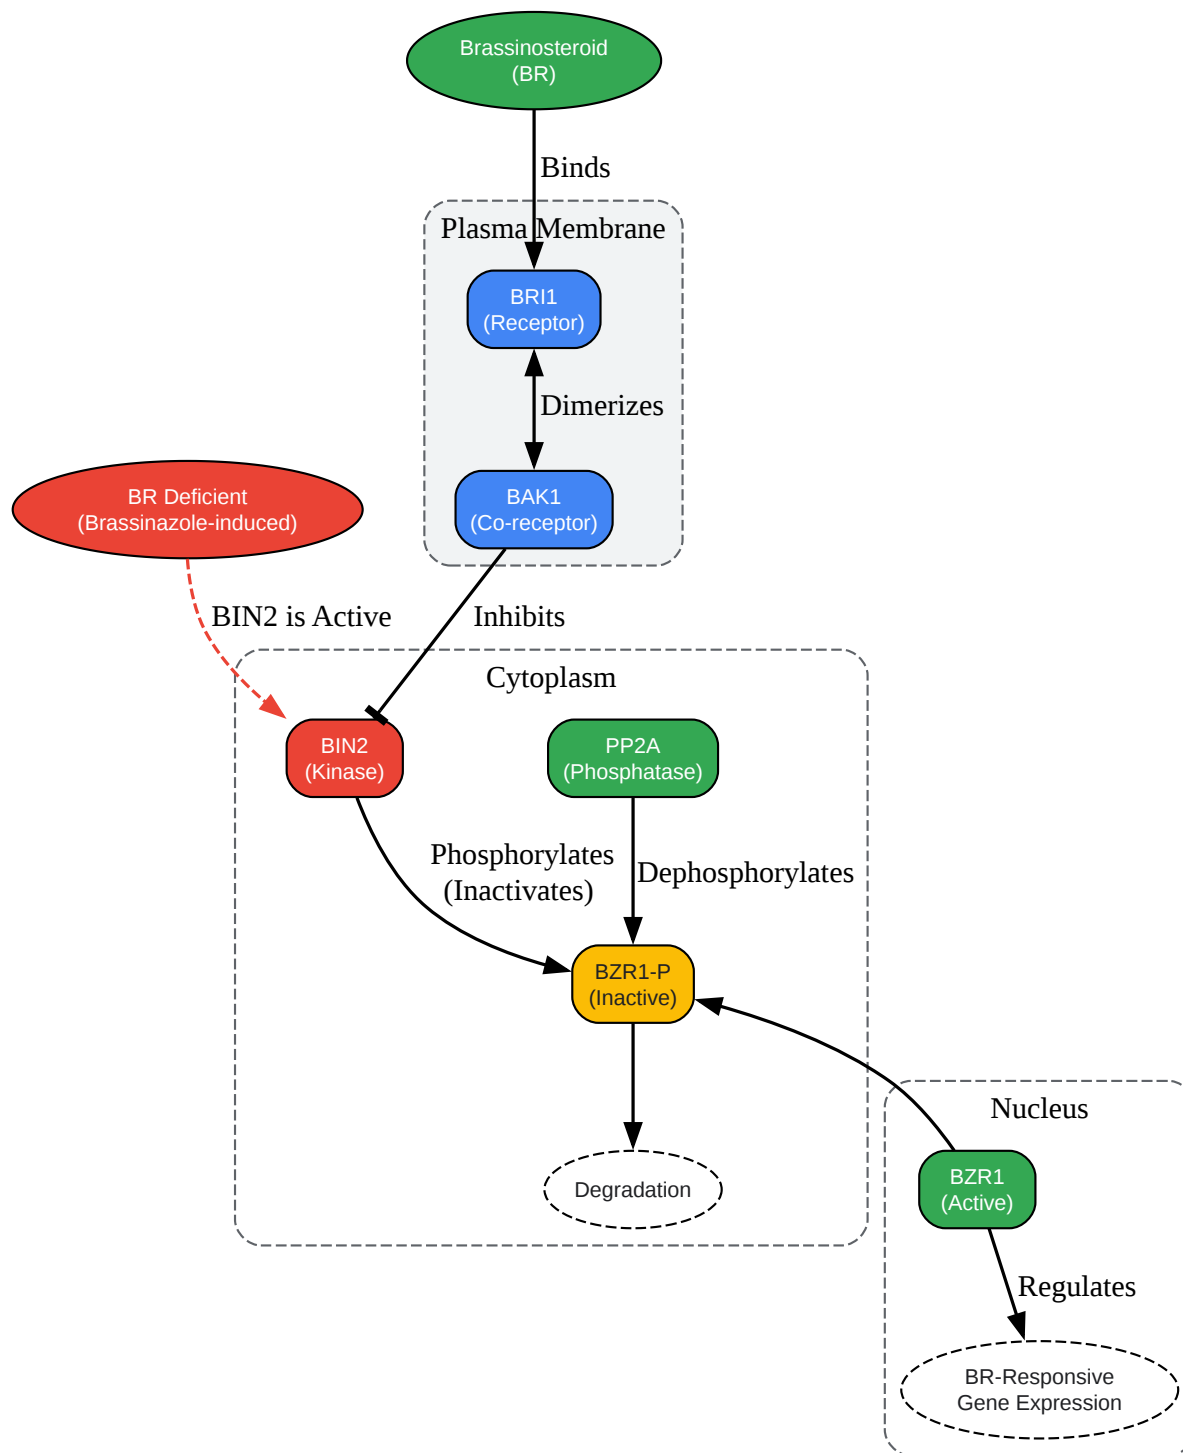 Brassinosteroid
(BR)
Binds
Plasma Membrane
BRI1
(Receptor)
Dimerizes
BAK1
(Co-receptor)
BR Deficient
(Brassinazole-induced)
BIN2 is Active
Inhibits
Cytoplasm
BIN2
(Kinase)
PP2A
(Phosphatase)
Phosphorylates
(Inactivates)
Dephosphorylates
BZR1-P
(Inactive)
Nucleus
Degradation
BZR1
(Active)
Regulates
BR-Responsive
Gene Expression